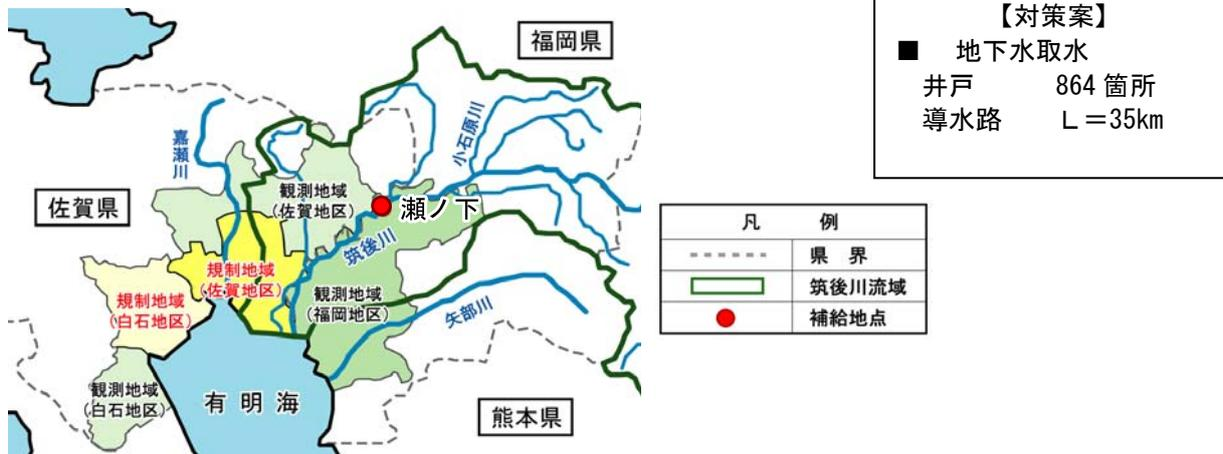 福岡県
嘉瀬川
小石原川
佐賀県
観測地域
(佐賀地区)
瀬ノ下
筑後川
規制地域
(佐賀地区)
規制地域
(白石地区)
観測地域
(福岡地区)
矢部川
観測地域
(白石地区)
有明海
熊本県
【対策案】
■ 地下水取水
井戸 864箇所
導水路 L=35km
凡 例
県 界
筑後川流域
補給地点